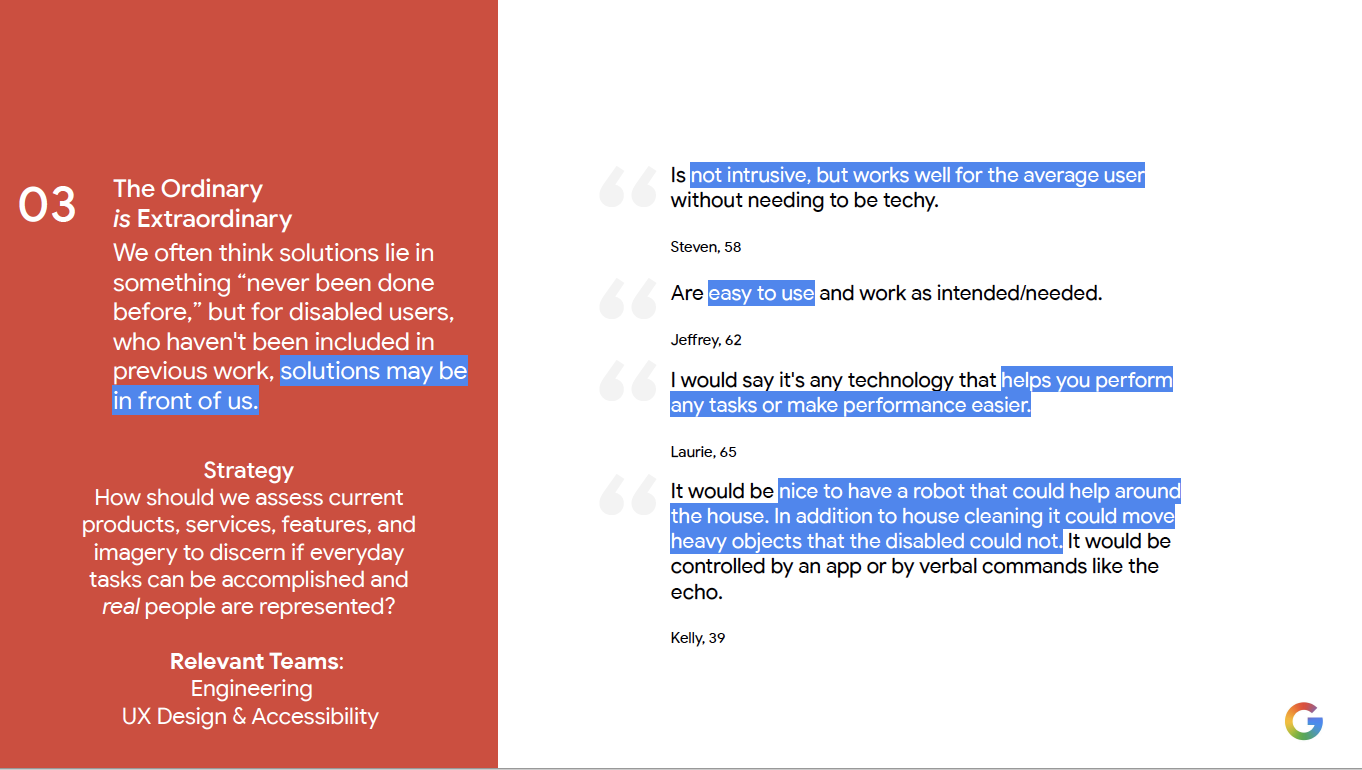 03
The Ordinary
is Extraordinary
We often think solutions lie in
something “never been done
before,” but for disabled users,
who haven't been included in
previous work, solutions may be
in front of us.
Strategy
How should we assess current
products, services, features, and
imagery to discern if everyday
tasks can be accomplished and
real people are represented?
Relevant Teams:
Engineering
UX Design & Accessibility
Is not intrusive, but works well for the average user
without needing to be techy.
Steven, 58
Are easy to use and work as intended/needed.
Jeffrey, 62
I would say it's any technology that helps you perform
any tasks or make performance easier.
Laurie, 65
It would be nice to have a robot that could help around
the house. In addition to house cleaning it could move
heavy objects that the disabled could not. It would be
controlled by an app or by verbal commands like the
echo.
Kelly, 39